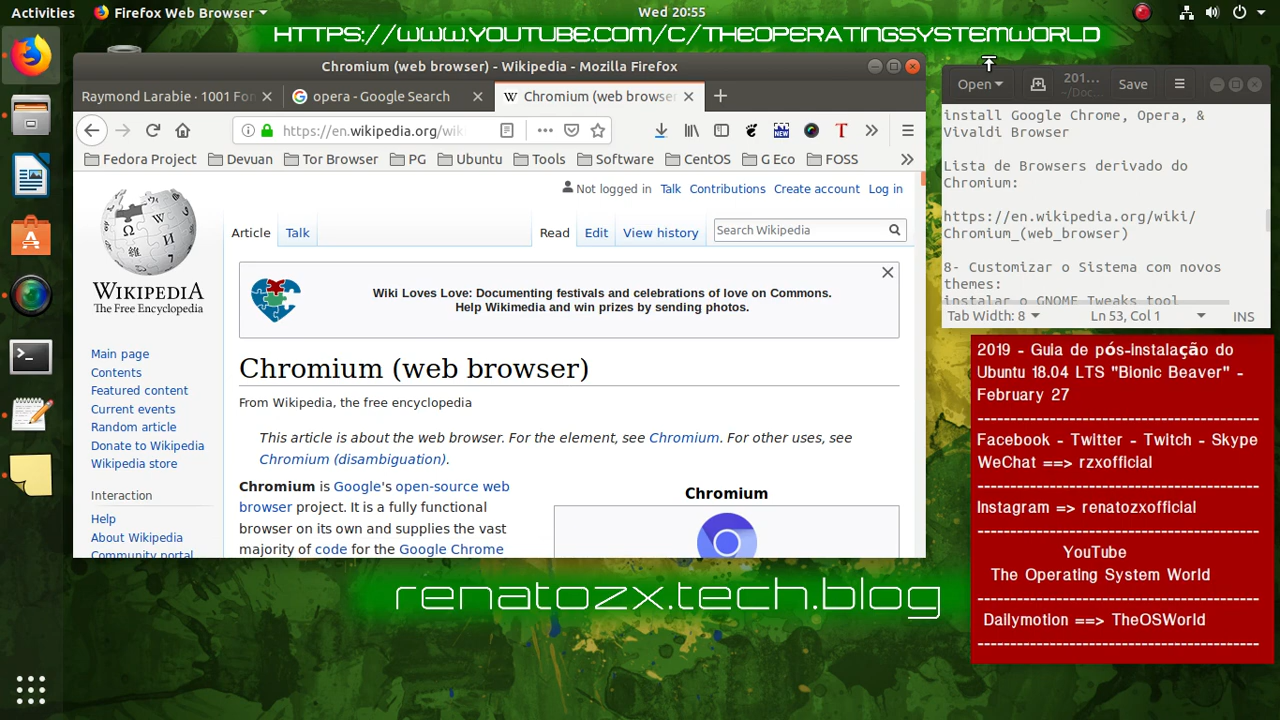 Activities
Firefox Web Browser
Wed 20:55
HTTPS://WWW.YOUTUBE.COM/C/THEOPERATINGSYSTEMWORLD
Chromium (web browser) - Wikipedia - Mozilla Firefox
Raymond Larabie · 1001 Fon
opera - Google Search
Chromium (web browser
https://en.wikipedia.org/wik
Fedora Project
Devuan
Tor Browser
PG
Ubuntu
Tools
Software
CentOS
G Eco
FOSS
Not logged in
Talk
Contributions
Create account
Log in
Article
Talk
Read
Edit
View history
Search Wikipedia
WIKIPEDIA
The Free Encyclopedia
Wiki Loves Love: Documenting festivals and celebrations of love on Commons.
Help Wikimedia and win prizes by sending photos.
Main page
Contents
Featured content
Current events
Random article
Donate to Wikipedia
Wikipedia store
Interaction
Help
About Wikipedia
Community portal
Chromium (web browser)
From Wikipedia, the free encyclopedia
This article is about the web browser. For the element, see Chromium. For other uses, see
Chromium (disambiguation).
Chromium is Google's open-source web
browser project. It is a fully functional
browser on its own and supplies the vast
majority of code for the Google Chrome
Chromium
Open
201...
~/Doc...
Save
install Google Chrome, Opera, &
Vivaldi Browser
Lista de Browsers derivado do
Chromium:
https://en.wikipedia.org/wiki/
Chromium_(web_browser)
8- Customizar o Sistema com novos
themes:
instalar o GNOME Tweaks tool
Tab Width: 8
Ln 53, Col 1
INS
2019 - Guia de pós-Instalação do
Ubuntu 18.04 LTS "Bionic Beaver" -
February 27
-------------------------------------------
Facebook - Twitter - Twitch - Skype
WeChat ==> rzxofficial
-------------------------------------------
Instagram => renatozxofficial
-------------------------------------------
YouTube
The Operating System World
-------------------------------------------
Dailymotion ==> TheOSWorld
-------------------------------------------
renatozx.tech.blog